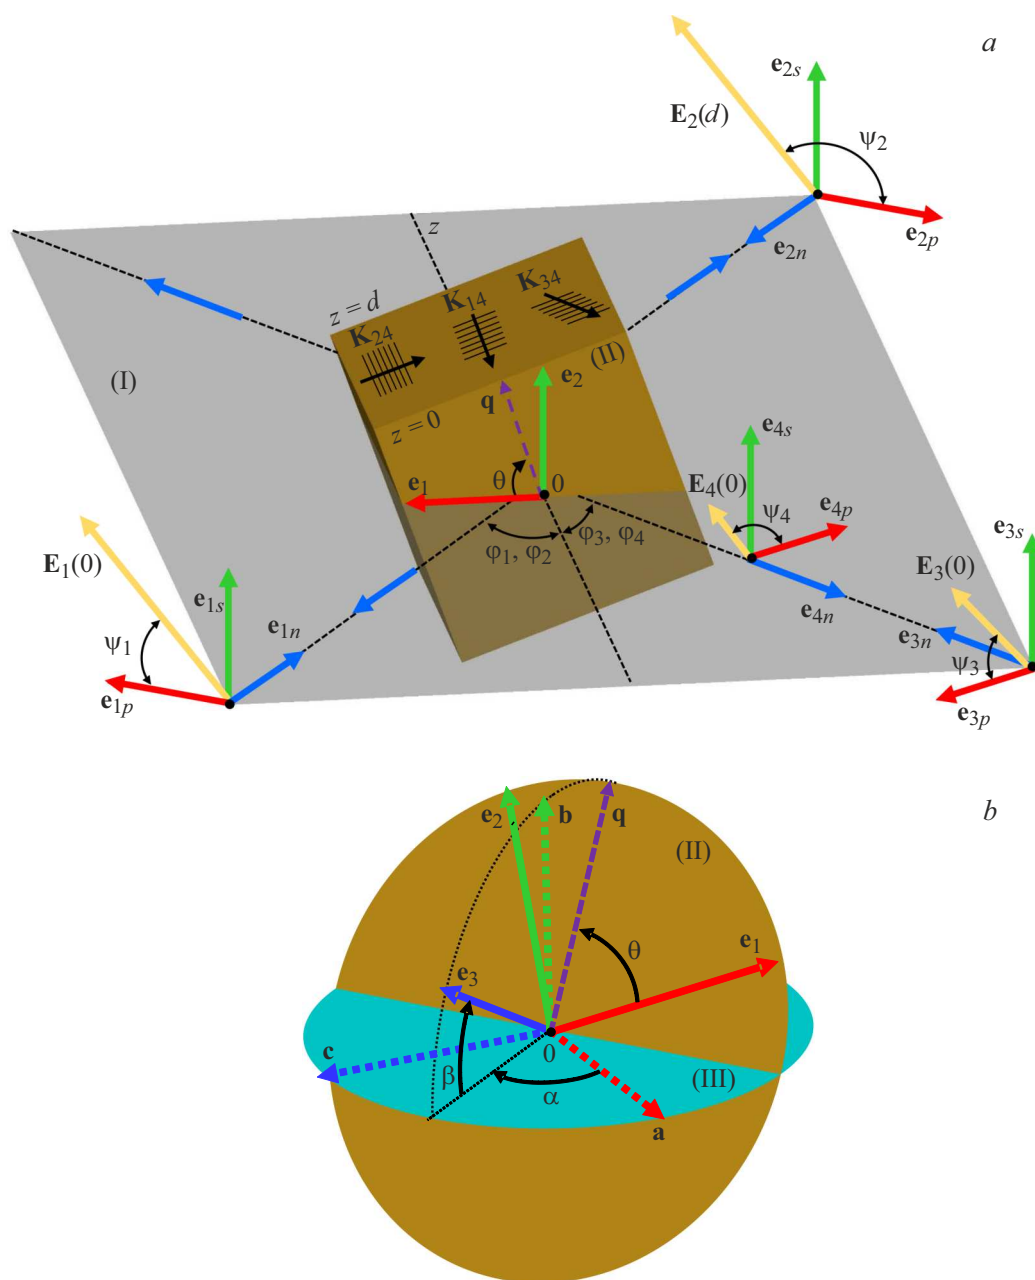 a
e2s
E2(d)
ψ2
e2p
e2n
z
z = d
K34
K14
K24
(I)
(II)
e2
q
z = 0
θ
e1
0
e4s
E4(0)
ψ4
e4p
φ3, φ4
e3s
φ1, φ2
E1(0)
E3(0)
e1s
e1n
e4n
e3n
ψ1
ψ3
e1p
e3p
b
e2
b
q
(II)
θ
e1
e3
0
c
β
α
(III)
a